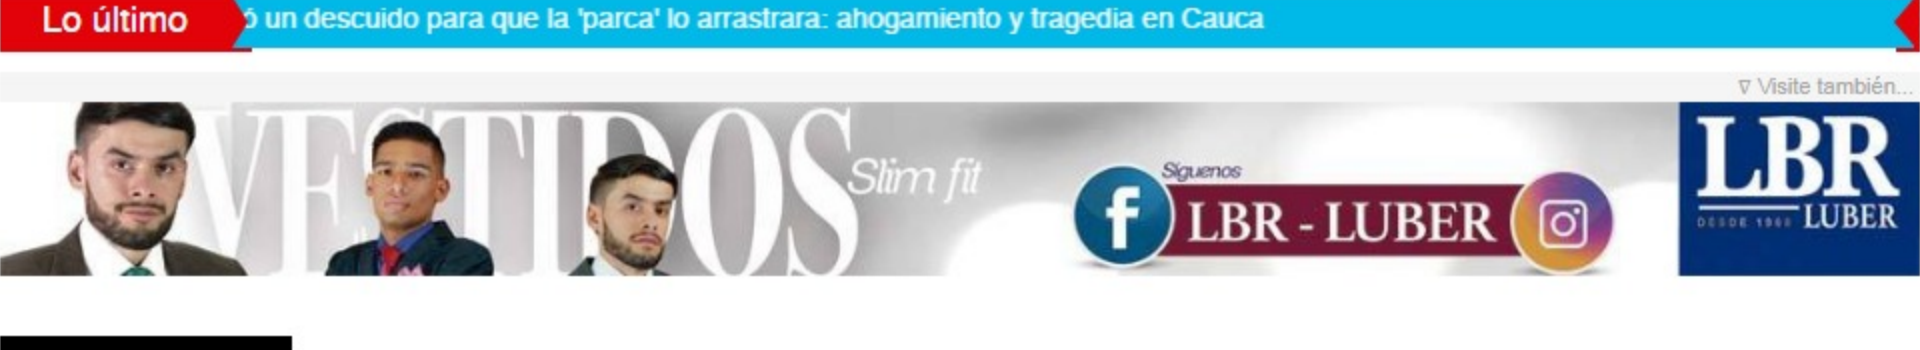 Lo último
ó un descuido para que la 'parca' lo arrastrara: ahogamiento y tragedia en Cauca
∇ Visite también...
VESTIDOS
Slim fit
Síguenos
LBR - LUBER
LBR
DESDE 1960
LUBER